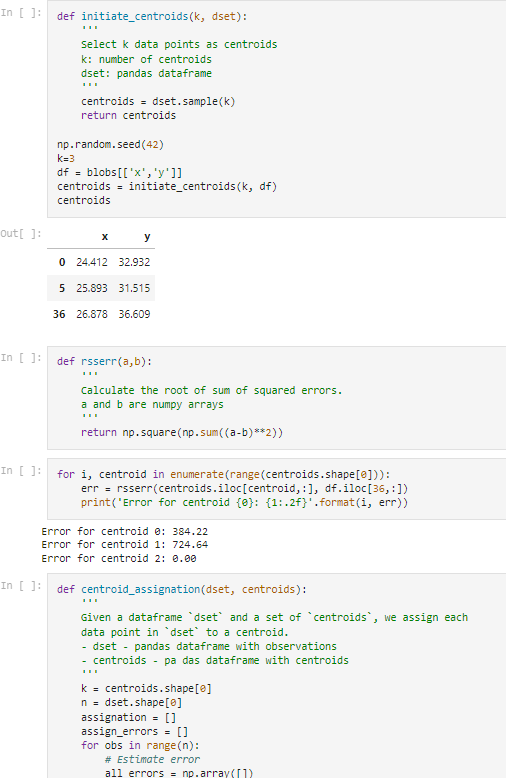 In [ ]: def initiate_centroids(k, dset):
'''
Select k data points as centroids
k: number of centroids
dset: pandas dataframe
'''
centroids = dset.sample(k)
return centroids
np.random.seed(42)
k=3
df = blobs[['x','y']]
centroids = initiate_centroids(k, df)
centroids
Out[ ]:
x y
0 24.412 32.932
5 25.893 31.515
36 26.878 36.609
In [ ]: def rsserr(a,b):
'''
Calculate the root of sum of squared errors.
a and b are numpy arrays
'''
return np.square(np.sum((a-b)**2))
In [ ]: for i, centroid in enumerate(range(centroids.shape[0])):
err = rsserr(centroids.iloc[centroid,:], df.iloc[36,:])
print('Error for centroid {0}: {1:.2f}'.format(i, err))
Error for centroid 0: 384.22
Error for centroid 1: 724.64
Error for centroid 2: 0.00
In [ ]: def centroid_assignation(dset, centroids):
'''
Given a dataframe `dset` and a set of `centroids`, we assign each
data point in `dset` to a centroid.
- dset - pandas dataframe with observations
- centroids - pa das dataframe with centroids
'''
k = centroids.shape[0]
n = dset.shape[0]
assignation = []
assign_errors = []
for obs in range(n):
# Estimate error
all_errors = np.array([])